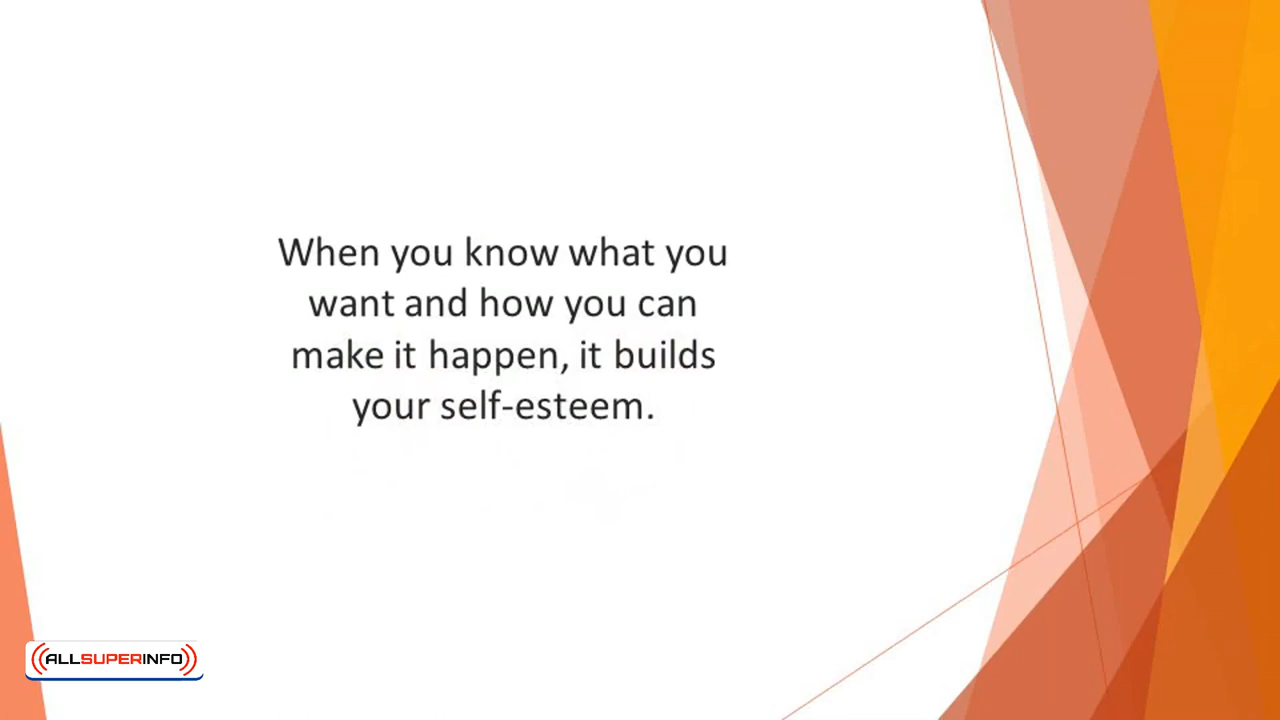 When you know what you
want and how you can
make it happen, it builds
your self-esteem.
ALLSUPERINFO